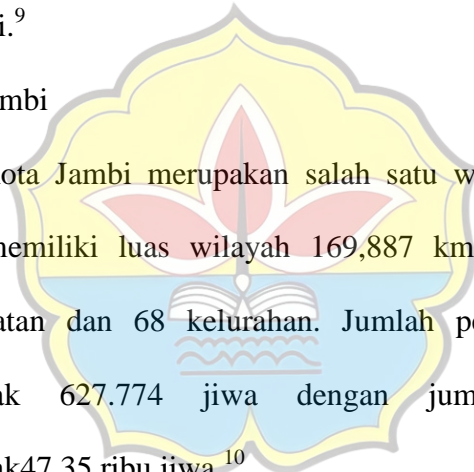 i.⁹
mbi
ota Jambi merupakan salah satu w
emiliki luas wilayah 169,887 km
atan dan 68 kelurahan. Jumlah pe
ak 627.774 jiwa dengan jum
ak47,35 ribu jiwa.¹⁰